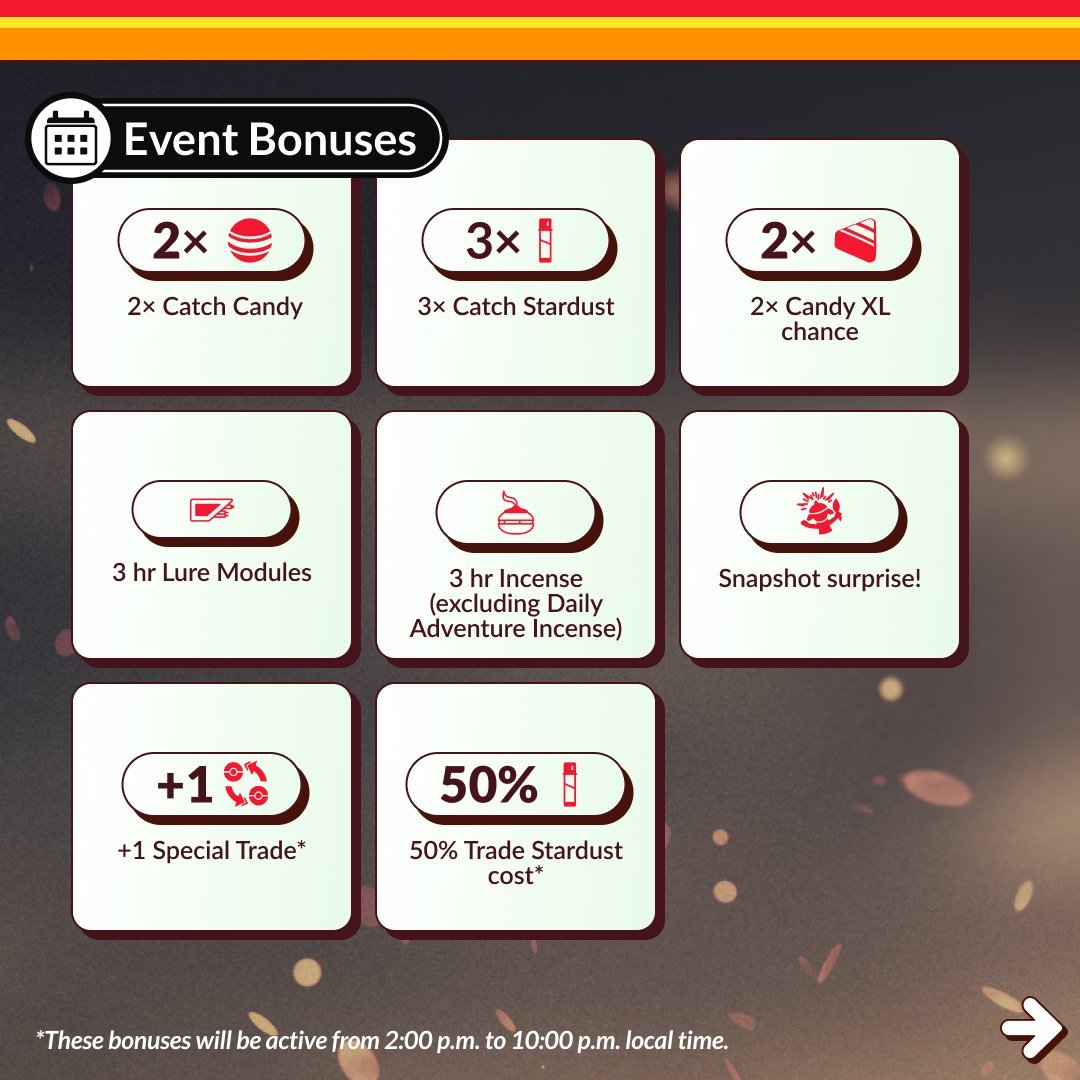 Event Bonuses
2×
2× Catch Candy
3×
3× Catch Stardust
2×
2× Candy XL
chance
3 hr Lure Modules
3 hr Incense
(excluding Daily
Adventure Incense)
Snapshot surprise!
+1
+1 Special Trade*
50%
50% Trade Stardust
cost*
*These bonuses will be active from 2:00 p.m. to 10:00 p.m. local time.